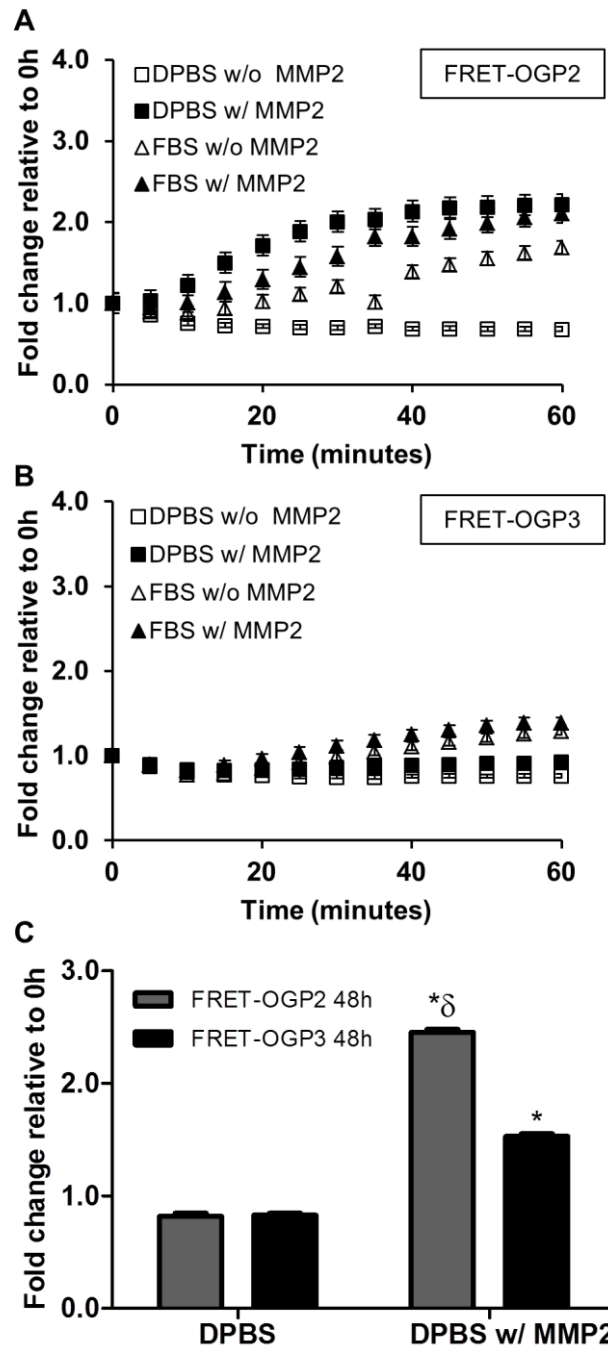 A
Fold change relative to 0h
4.0
3.0
2.0
1.0
0.0
DPBS w/o MMP2
DPBS w/ MMP2
FBS w/o MMP2
FBS w/ MMP2
FRET-OGP2
0 20 40 60
Time (minutes)
B
Fold change relative to 0h
4.0
3.0
2.0
1.0
0.0
DPBS w/o MMP2
DPBS w/ MMP2
FBS w/o MMP2
FBS w/ MMP2
FRET-OGP3
0 20 40 60
Time (minutes)
C
Fold change relative to 0h
3.0
2.0
1.0
0.0
FRET-OGP2 48h
FRET-OGP3 48h
*δ
*
DPBS DPBS w/ MMP2